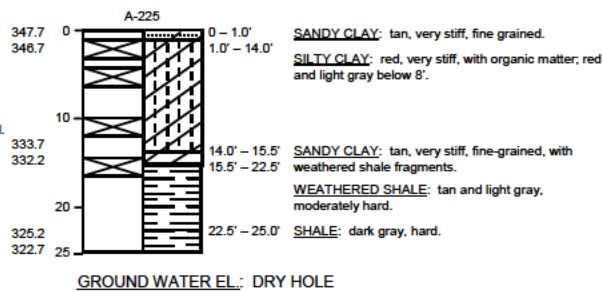 A-225
347.7 0 0 – 1.0' SANDY CLAY: tan, very stiff, fine grained.
346.7 1.0' – 14.0' SILTY CLAY: red, very stiff, with organic matter; red
and light gray below 8'.
10
333.7 14.0' – 15.5' SANDY CLAY: tan, very stiff, fine-grained, with
332.2 15.5' – 22.5' weathered shale fragments.
WEATHERED SHALE: tan and light gray,
20 moderately hard.
325.2 22.5' – 25.0' SHALE: dark gray, hard.
322.7 25
GROUND WATER EL.: DRY HOLE